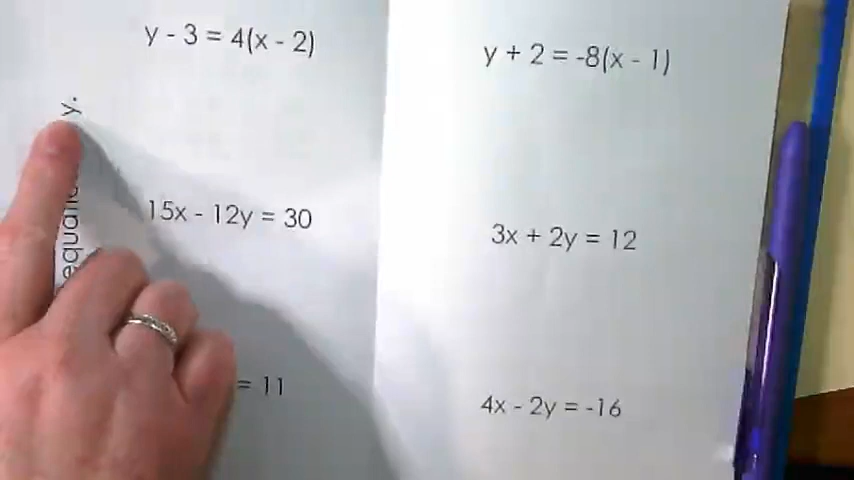 y - 3 = 4(x - 2)
y + 2 = -8(x - 1)
y.
15x - 12y = 30
3x + 2y = 12
= 11
4x - 2y = -16